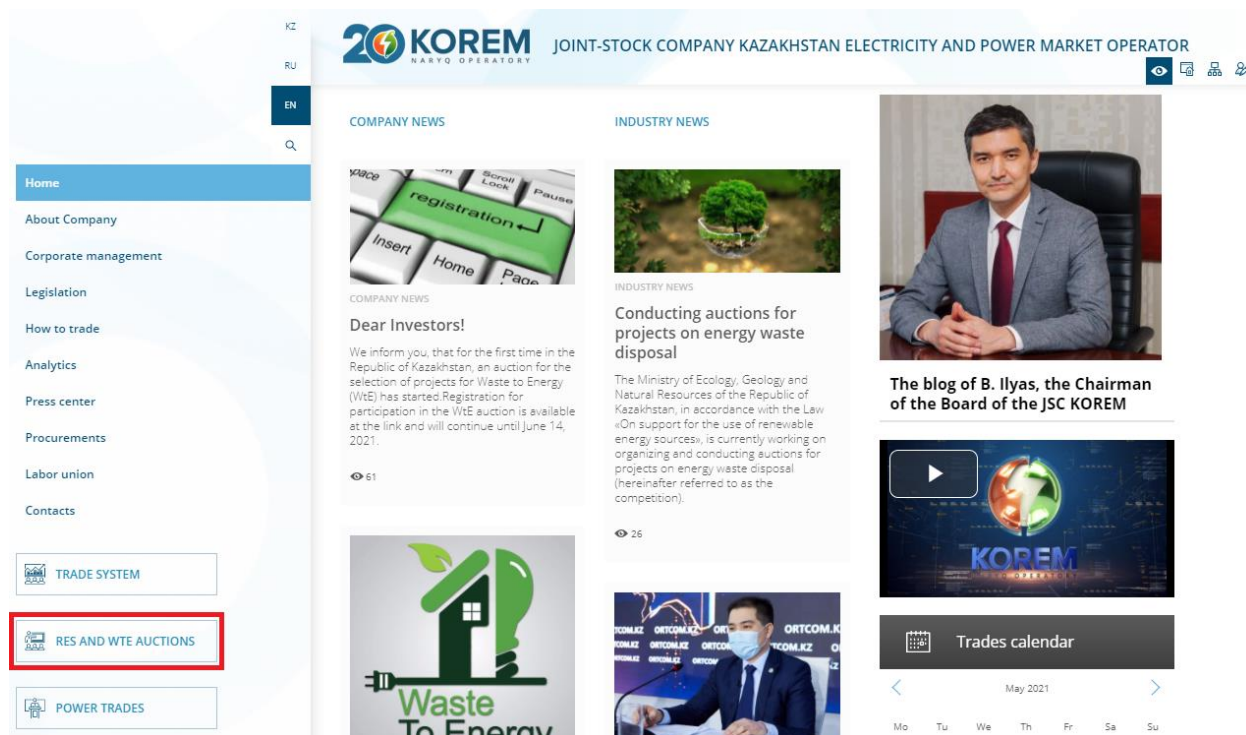 KZ
RU
EN
20 KOREM
NARYQ OPERATORY
JOINT-STOCK COMPANY KAZAKHSTAN ELECTRICITY AND POWER MARKET OPERATOR
Home
About Company
Corporate management
Legislation
How to trade
Analytics
Press center
Procurements
Labor union
Contacts
TRADE SYSTEM
RES AND WTE AUCTIONS
POWER TRADES
COMPANY NEWS
Scroll
Lock
Pause
registration
Insert
Home
Page
COMPANY NEWS
Dear Investors!
We inform you, that for the first time in the
Republic of Kazakhstan, an auction for the
selection of projects for Waste to Energy
(WtE) has started.Registration for
participation in the WtE auction is available
at the link and will continue until June 14,
2021.
61
Waste
To Energy
INDUSTRY NEWS
INDUSTRY NEWS
Conducting auctions for
projects on energy waste
disposal
The Ministry of Ecology, Geology and
Natural Resources of the Republic of
Kazakhstan, in accordance with the Law
«On support for the use of renewable
energy sources», is currently working on
organizing and conducting auctions for
projects on energy waste disposal
(hereinafter referred to as the
competition).
26
ORTCOM.KZ
The blog of B. Ilyas, the Chairman
of the Board of the JSC KOREM
KOREM
NARYQ OPERATORY
Trades calendar
May 2021
Mo Tu We Th Fr Sa Su